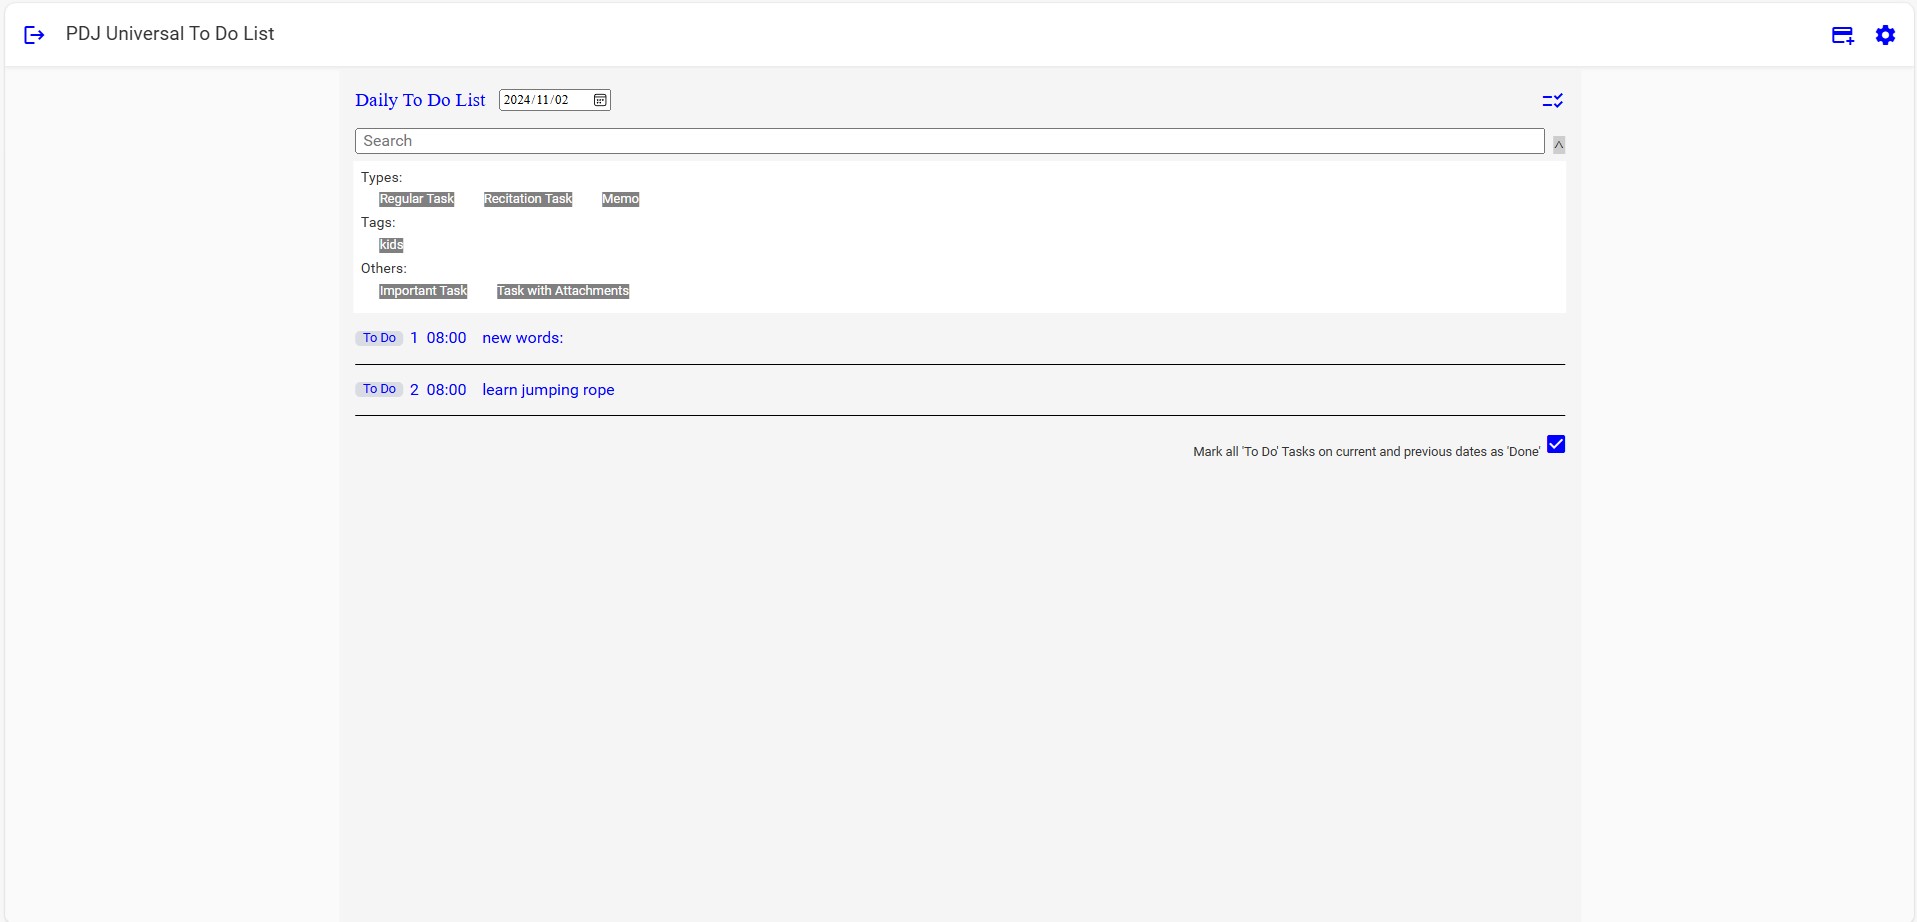 PDJ Universal To Do List
Daily To Do List 2024/11/02
Search
Types:
Regular Task Recitation Task Memo
Tags:
kids
Others:
Important Task Task with Attachments
To Do 1 08:00 new words:
To Do 2 08:00 learn jumping rope
Mark all 'To Do' Tasks on current and previous dates as 'Done'